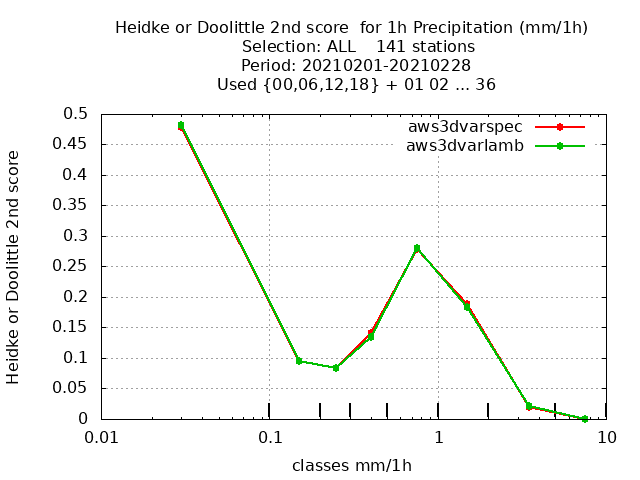 Heidke or Doolittle 2nd score  for 1h Precipitation (mm/1h)
Selection: ALL    141 stations
Period: 20210201-20210228
Used {00,06,12,18} + 01 02 ... 36
aws3dvarspec
aws3dvarlamb
Heidke or Doolittle 2nd score
0.5
0.45
0.4
0.35
0.3
0.25
0.2
0.15
0.1
0.05
0
0.01
0.1
1
10
classes mm/1h